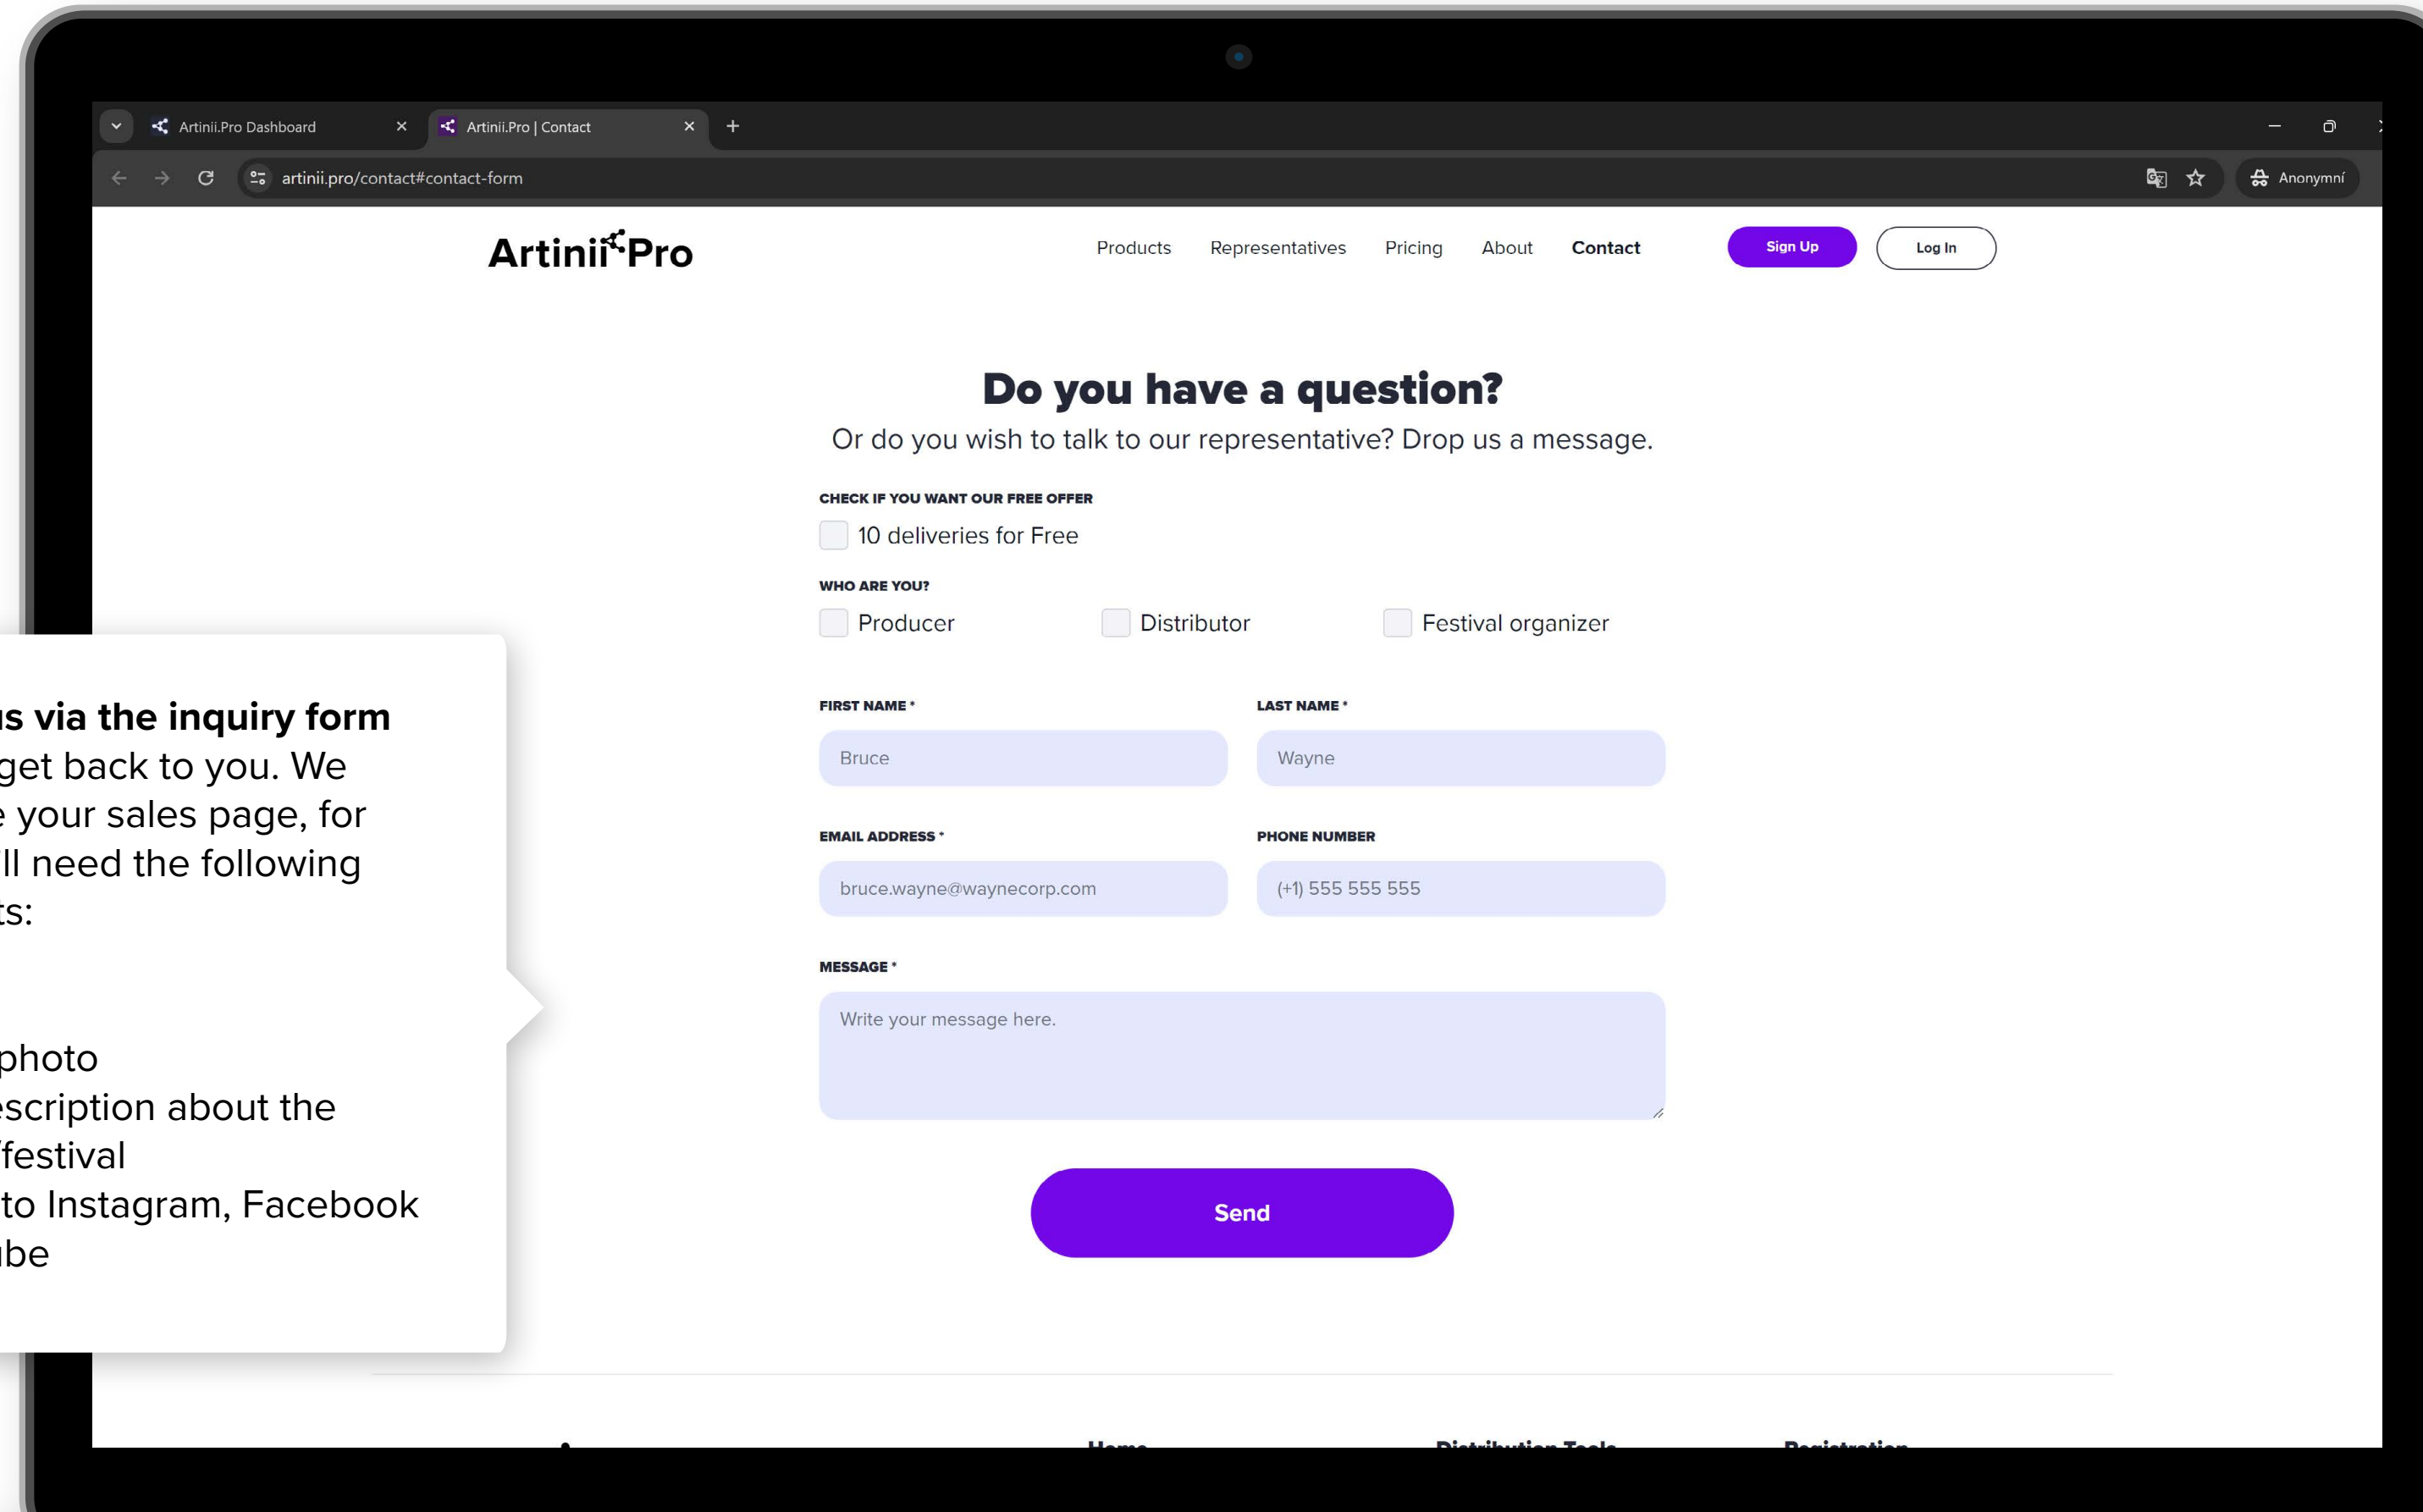 Artinii.Pro Dashboard
Artinii.Pro | Contact
artinii.pro/contact#contact-form
Anonymní
Artinii Pro
Products Representatives Pricing About Contact Sign Up Log In
Do you have a question?
Or do you wish to talk to our representative? Drop us a message.
CHECK IF YOU WANT OUR FREE OFFER
10 deliveries for Free
WHO ARE YOU?
Producer Distributor Festival organizer
FIRST NAME * LAST NAME *
Bruce Wayne
EMAIL ADDRESS * PHONE NUMBER
bruce.wayne@waynecorp.com (+1) 555 555 555
MESSAGE *
Write your message here.
Send
via the inquiry form
get back to you. We
your sales page, for
need the following
photo
about the
/festival
to Instagram, Facebook
Home Distribution Tools Registration